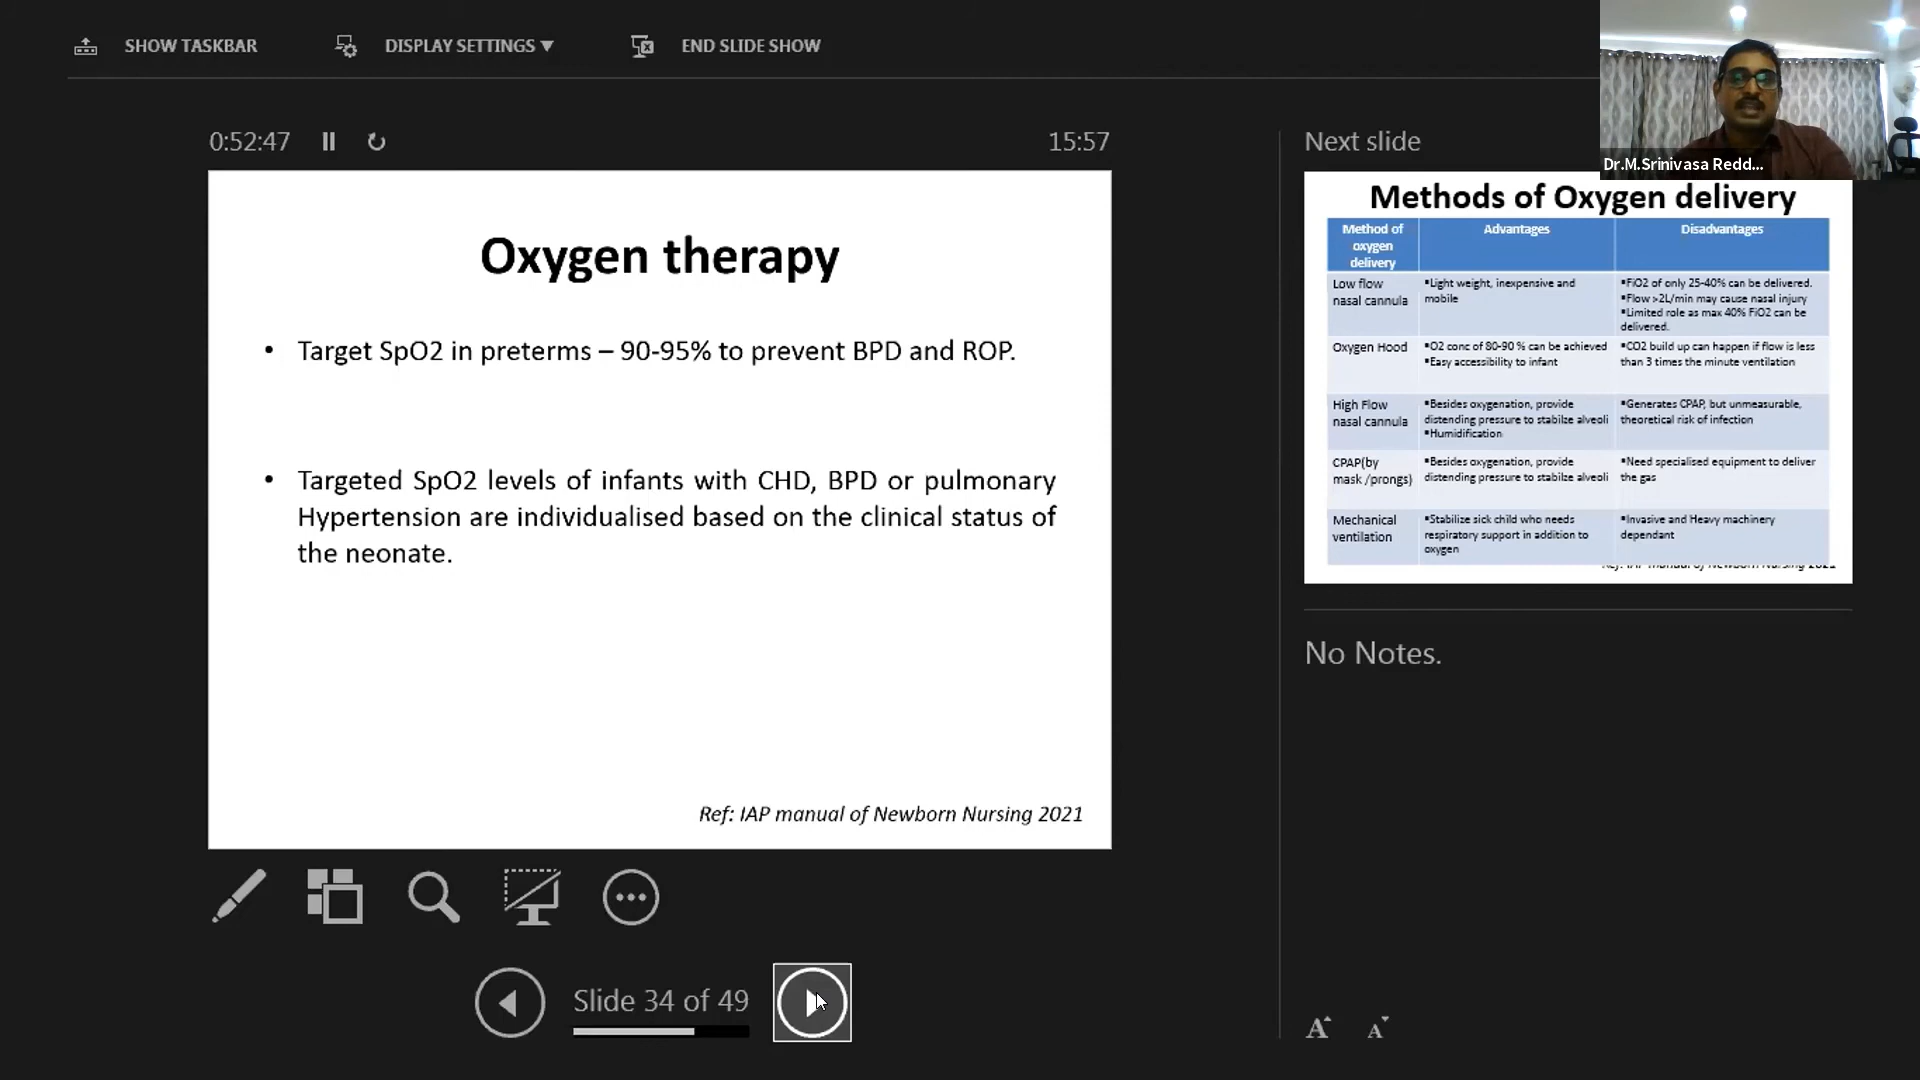 SHOW TASKBAR
DISPLAY SETTINGS ▼
END SLIDE SHOW
0:52:47
15:57
Next slide
Dr.M.Srinivasa Redd...
Oxygen therapy
• Target SpO2 in preterms – 90-95% to prevent BPD and ROP.
• Targeted SpO2 levels of infants with CHD, BPD or pulmonary
Hypertension are individualised based on the clinical status of
the neonate.
Ref: IAP manual of Newborn Nursing 2021
Slide 34 of 49
Methods of Oxygen delivery
Method of
oxygen
delivery
Advantages
Disadvantages
Low flow
nasal cannula
▪Light weight, inexpensive and
mobile
▪FiO2 of only 25-40% can be delivered.
▪Flow >2L/min may cause nasal injury
▪Limited role as max 40% FiO2 can be
delivered.
Oxygen Hood
▪O2 conc of 80-90 % can be achieved
▪Easy accessibility to infant
▪CO2 build up can happen if flow is less
than 3 times the minute ventilation
High Flow
nasal cannula
▪Besides oxygenation, provide
distending pressure to stabilze alveoli
▪Humidification
▪Generates CPAP, but unmeasurable,
theoretical risk of infection
CPAP(by
mask /prongs)
▪Besides oxygenation, provide
distending pressure to stabilze alveoli
▪Need specialised equipment to deliver
the gas
Mechanical
ventilation
▪Stabilize sick child who needs
respiratory support in addition to
oxygen
▪Invasive and Heavy machinery
dependant
Ref: IAP manual of Newborn Nursing 2021
No Notes.
A A